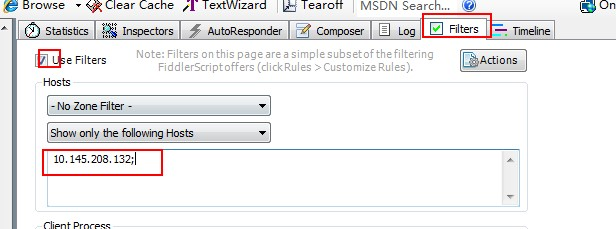 Browse Clear Cache TextWizard Tearoff MSDN Search... On
Statistics Inspectors AutoResponder Composer Log Filters Timeline
Use Filters Note: Filters on this page are a simple subset of the filtering Actions
FiddlerScript offers (click Rules > Customize Rules).
Hosts
- No Zone Filter -
Show only the following Hosts
10.145.208.132;
Client Process